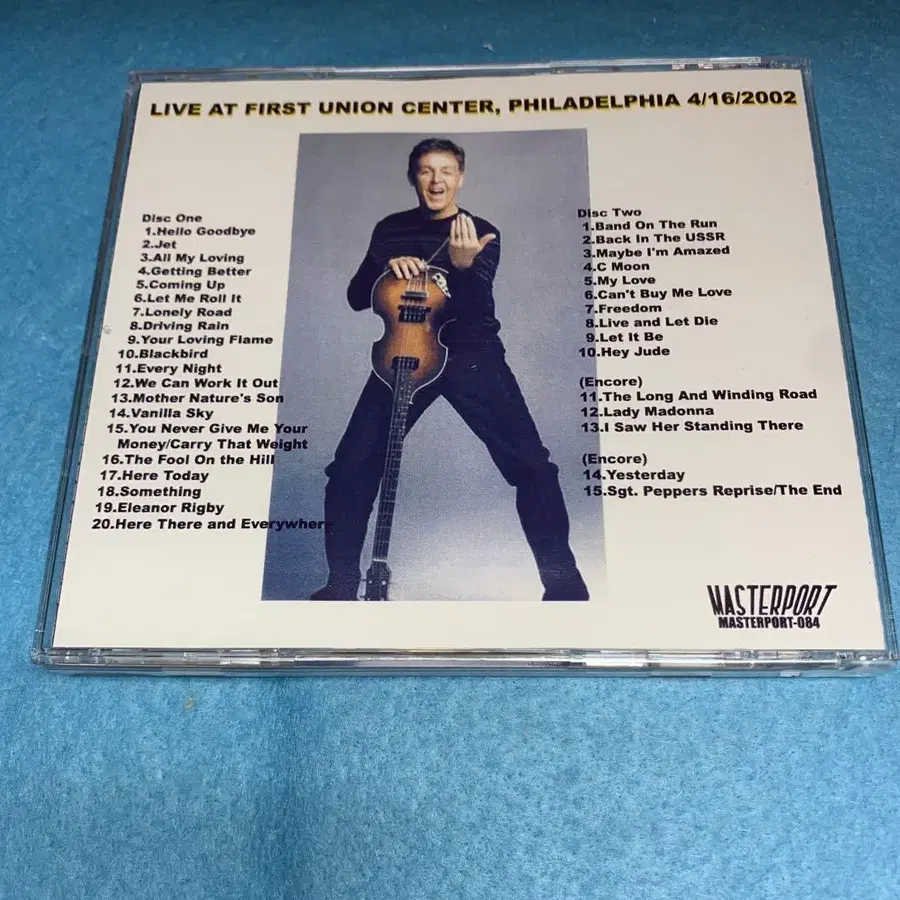 LIVE AT FIRST UNION CENTER, PHILADELPHIA 4/16/2002
Disc One
1.Hello Goodbye
2.Jet
3.All My Loving
4.Getting Better
5.Coming Up
6.Let Me Roll It
7.Lonely Road
8.Driving Rain
9.Your Loving Flame
10.Blackbird
11.Every Night
12.We Can Work It Out
13.Mother Nature's Son
14.Vanilla Sky
15.You Never Give Me Your
Money/Carry That Weight
16.The Fool On the Hill
17.Here Today
18.Something
19.Eleanor Rigby
20.Here There and Everywhere
Disc Two
1.Band On The Run
2.Back In The USSR
3.Maybe I'm Amazed
4.C Moon
5.My Love
6.Can't Buy Me Love
7.Freedom
8.Live and Let Die
9.Let It Be
10.Hey Jude
(Encore)
11.The Long And Winding Road
12.Lady Madonna
13.I Saw Her Standing There
(Encore)
14.Yesterday
15.Sgt. Peppers Reprise/The End
MASTERPORT
MASTERPORT-084